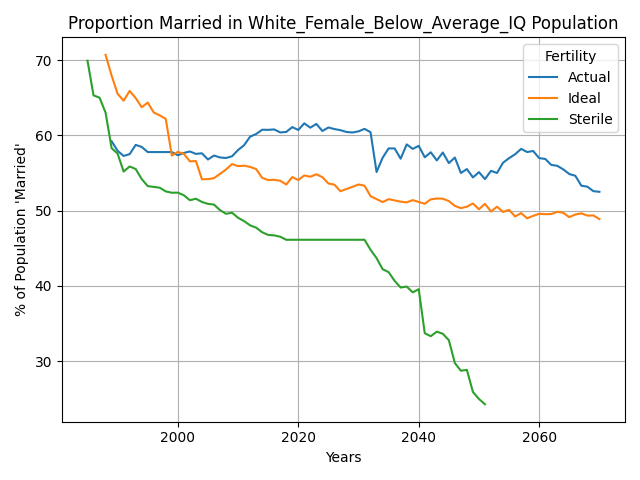 Proportion Married in White_Female_Below_Average_IQ Population
% of Population 'Married'
70
60
50
40
30
Fertility
Actual
Ideal
Sterile
2000
2020
2040
2060
Years